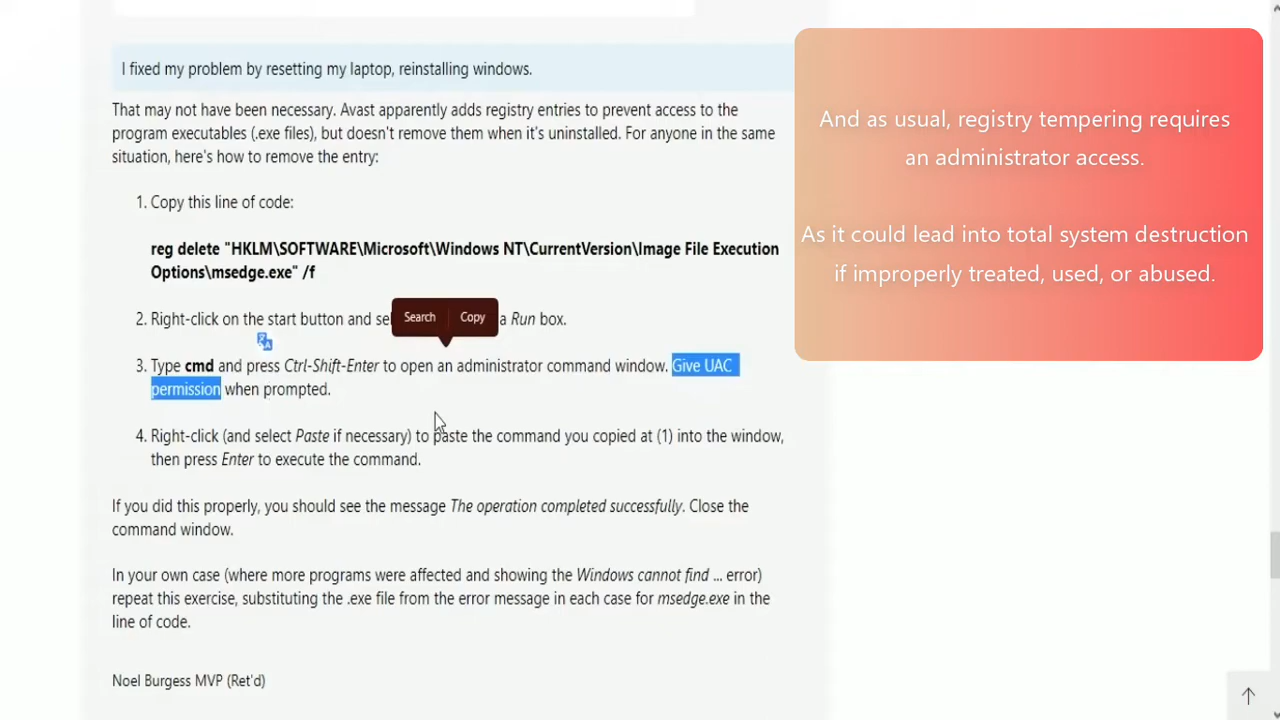 I fixed my problem by resetting my laptop, reinstalling windows.
That may not have been necessary. Avast apparently adds registry entries to prevent access to the
program executables (.exe files), but doesn't remove them when it's uninstalled. For anyone in the same
situation, here's how to remove the entry:
1. Copy this line of code:
reg delete "HKLM\SOFTWARE\Microsoft\Windows NT\CurrentVersion\Image File Execution
Options\msedge.exe" /f
2. Right-click on the start button and a Run box.
Search Copy
3. Type cmd and press Ctrl-Shift-Enter to open an administrator command window. Give UAC
permission when prompted.
4. Right-click (and select Paste if necessary) to paste the command you copied at (1) into the window,
then press Enter to execute the command.
If you did this properly, you should see the message The operation completed successfully. Close the
command window.
In your own case (where more programs were affected and showing the Windows cannot find ... error)
repeat this exercise, substituting the .exe file from the error message in each case for msedge.exe in the
line of code.
Noel Burgess MVP (Ret'd)
And as usual, registry tempering requires
an administrator access.
As it could lead into total system destruction
if improperly treated, used, or abused.